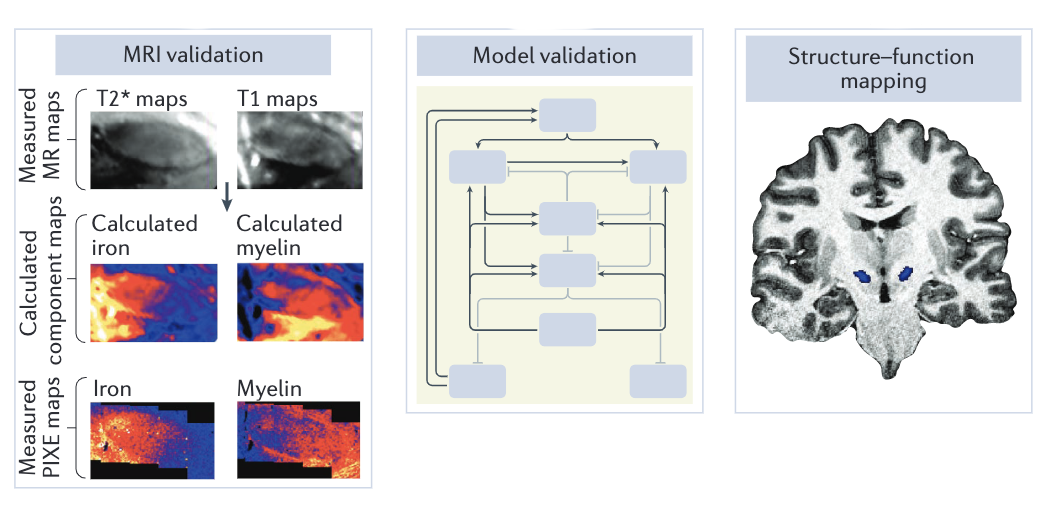 MRI validation
Measured
MR maps
T2* maps
T1 maps
Calculated
component maps
Calculated
iron
Calculated
myelin
Measured
PIXE maps
Iron
Myelin
Model validation
Structure–function
mapping